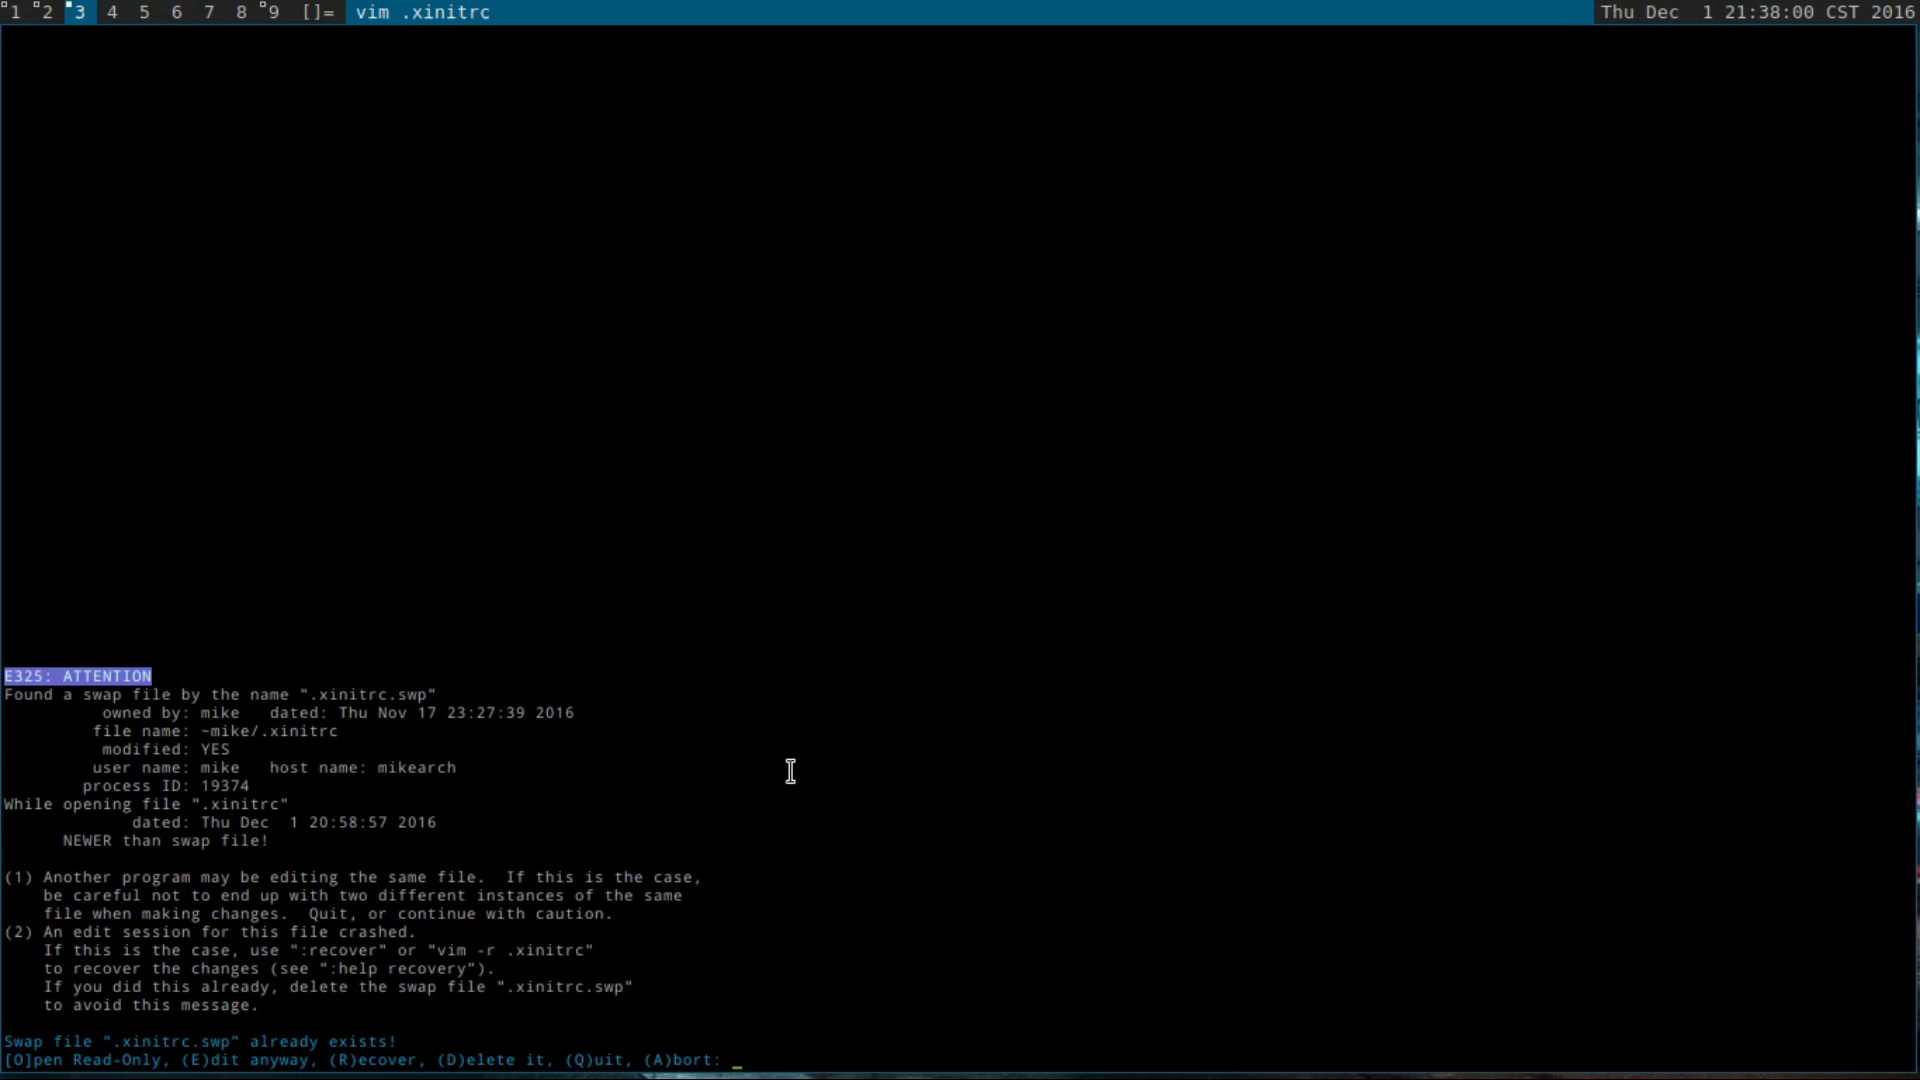 1 2 3 4 5 6 7 8 9 []= vim .xinitrc Thu Dec  1 21:38:00 CST 2016
E325: ATTENTION
Found a swap file by the name ".xinitrc.swp"
          owned by: mike   dated: Thu Nov 17 23:27:39 2016
         file name: ~mike/.xinitrc
          modified: YES
         user name: mike   host name: mikearch
        process ID: 19374
While opening file ".xinitrc"
             dated: Thu Dec  1 20:58:57 2016
      NEWER than swap file!
(1) Another program may be editing the same file.  If this is the case,
    be careful not to end up with two different instances of the same
    file when making changes.  Quit, or continue with caution.
(2) An edit session for this file crashed.
    If this is the case, use ":recover" or "vim -r .xinitrc"
    to recover the changes (see ":help recovery").
    If you did this already, delete the swap file ".xinitrc.swp"
    to avoid this message.
Swap file ".xinitrc.swp" already exists!
[O]pen Read-Only, (E)dit anyway, (R)ecover, (D)elete it, (Q)uit, (A)bort: _